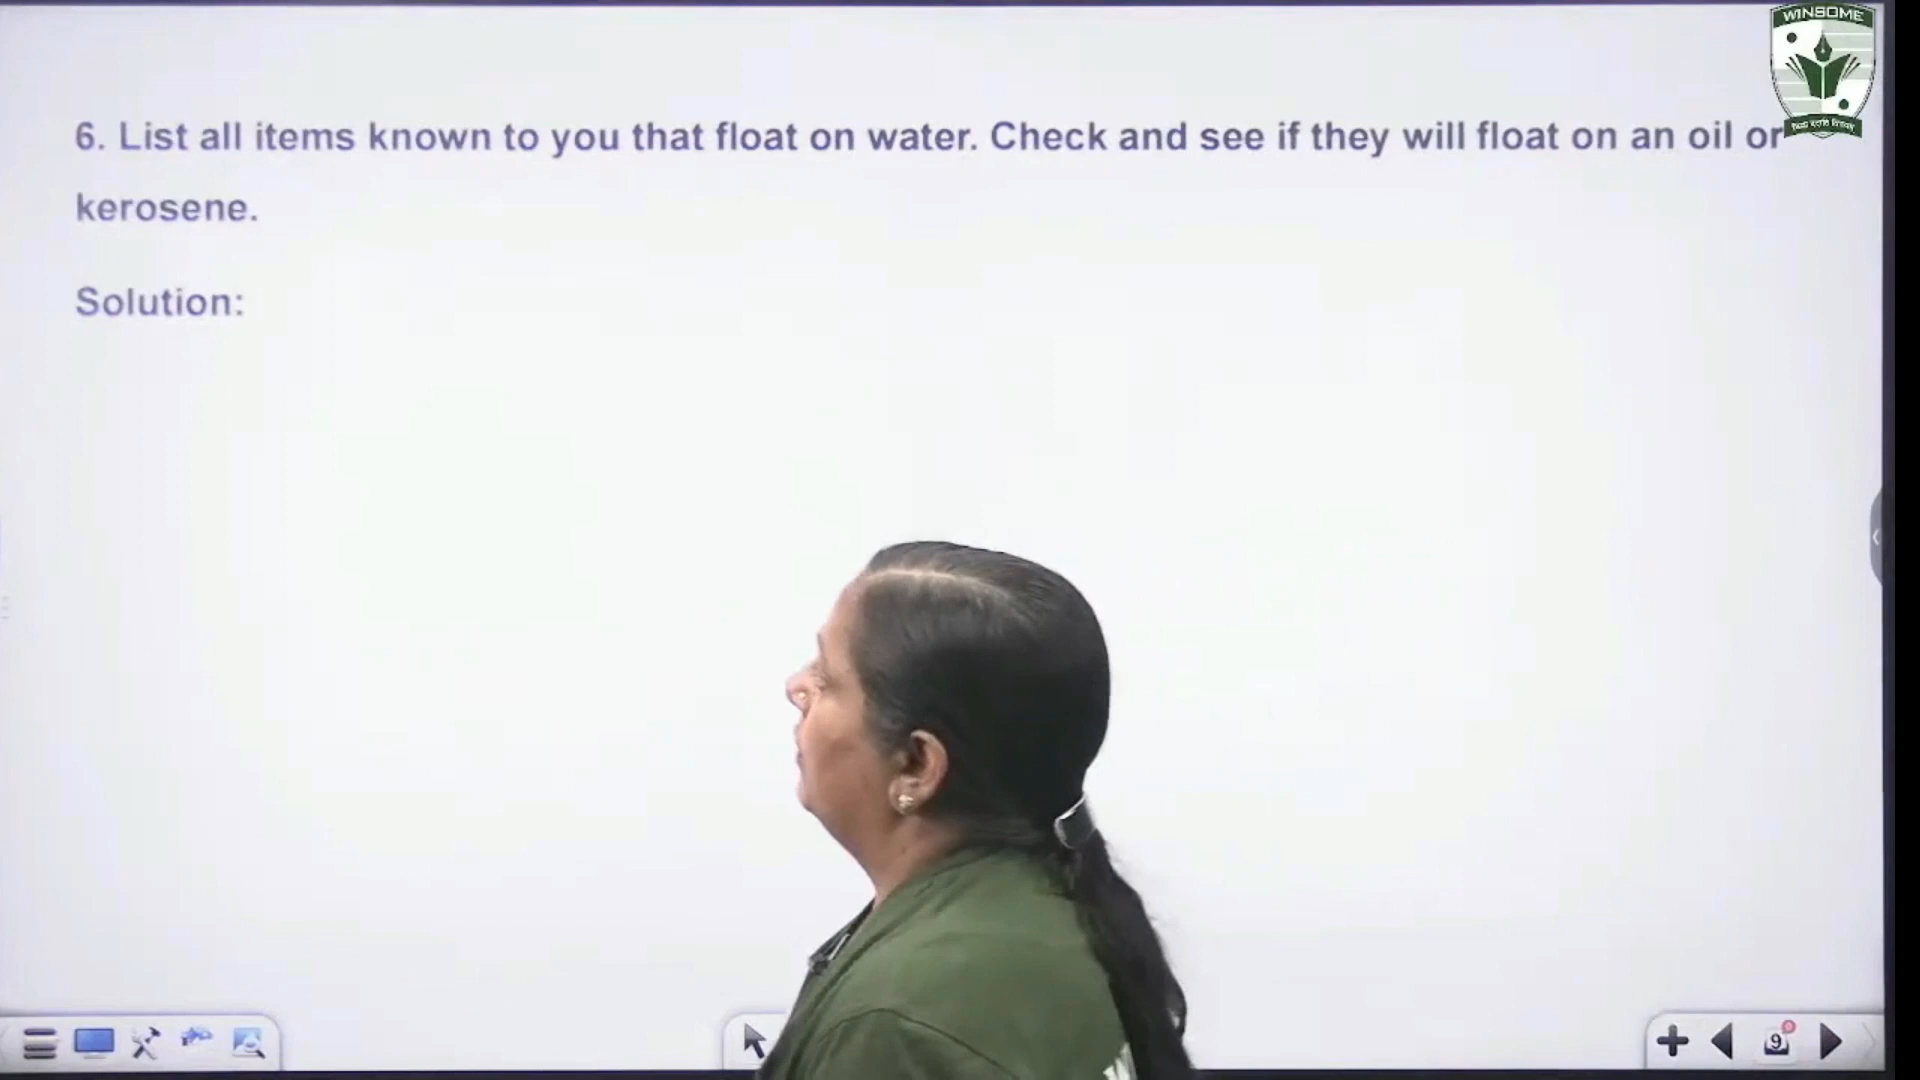 WINSOME
6. List all items known to you that float on water. Check and see if they will float on an oil or
kerosene.
Solution:
9